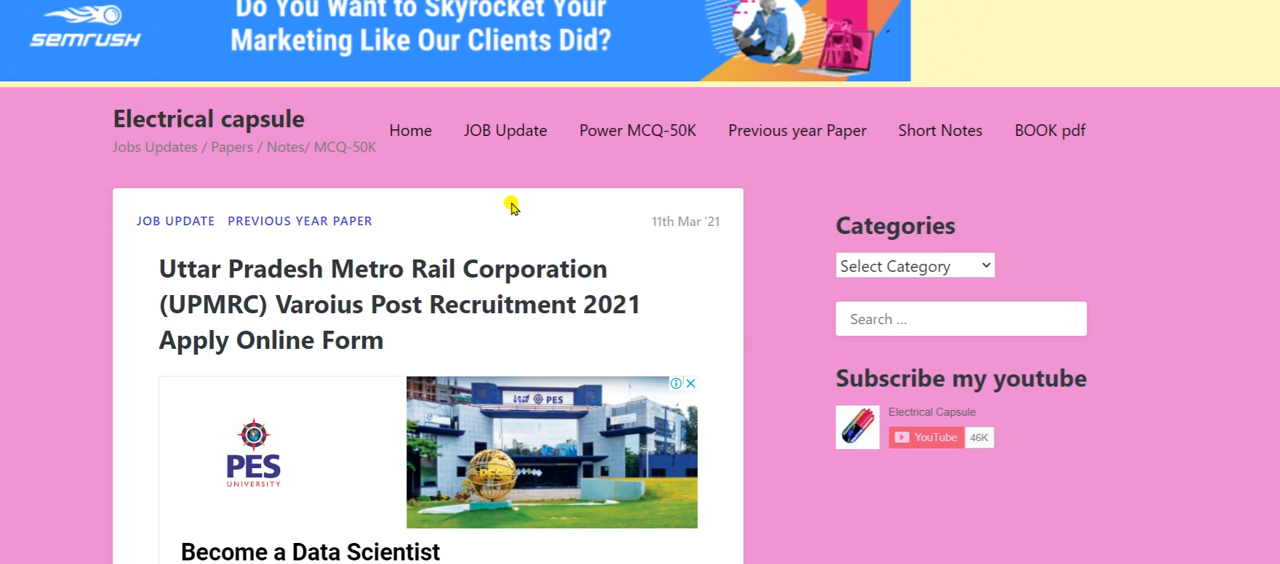 Do You Want to Skyrocket Your
SEMRUSH
Marketing Like Our Clients Did?
Electrical capsule
Jobs Updates / Papers / Notes/ MCQ-50K
Home
JOB Update
Power MCQ-50K
Previous year Paper
Short Notes
BOOK pdf
JOB UPDATE
PREVIOUS YEAR PAPER
11th Mar '21
Uttar Pradesh Metro Rail Corporation
(UPMRC) Varoius Post Recruitment 2021
Apply Online Form
PES
UNIVERSITY
PES
PES
Become a Data Scientist
Categories
Select Category
Search ...
Subscribe my youtube
Electrical Capsule
YouTube
46K